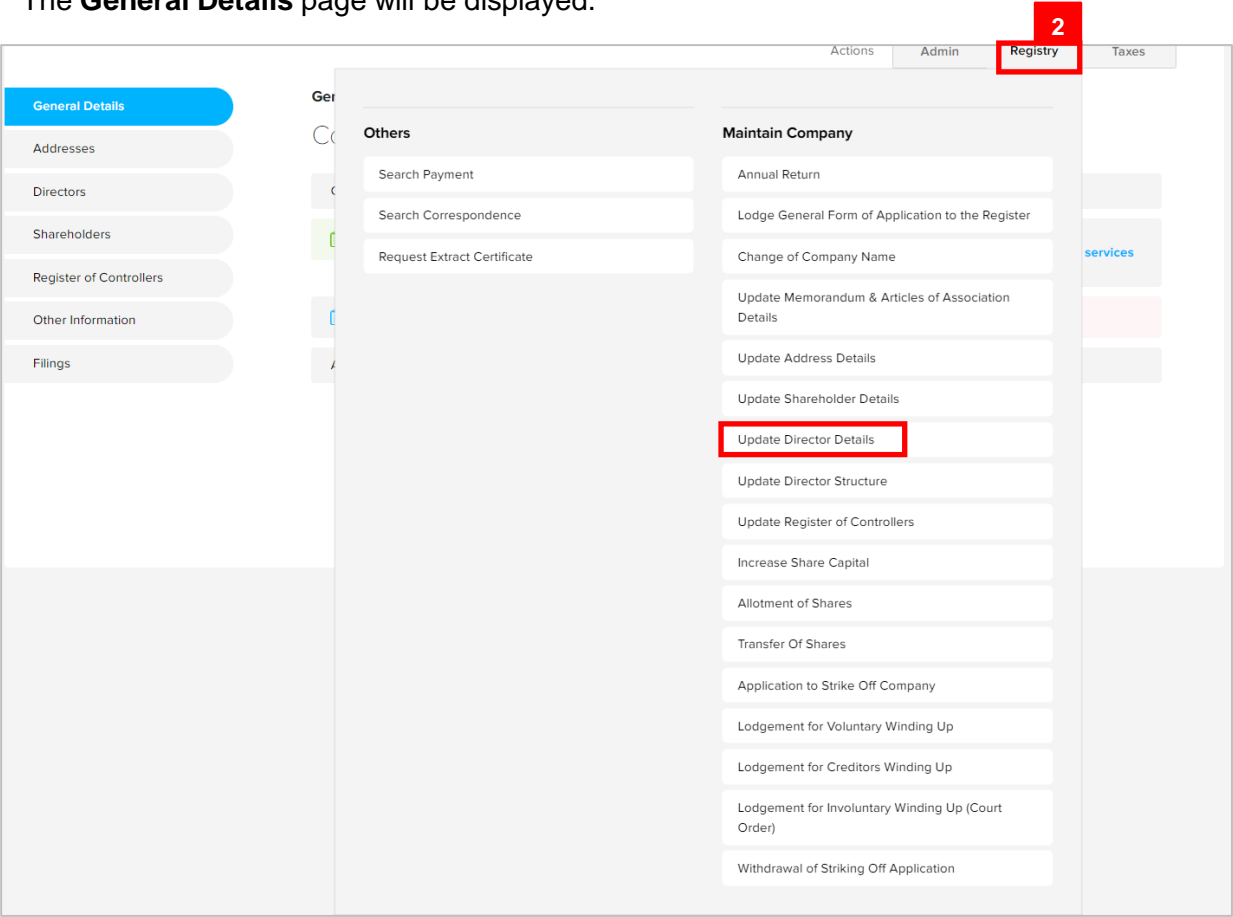 The General Details page will be displayed.
2
Actions
Admin
Registry
Taxes
General Details
Addresses
Directors
Shareholders
Register of Controllers
Other Information
Filings
Others
Search Payment
Search Correspondence
Request Extract Certificate
Maintain Company
Annual Return
Lodge General Form of Application to the Register
Change of Company Name
Update Memorandum & Articles of Association
Details
Update Address Details
Update Shareholder Details
Update Director Details
Update Director Structure
Update Register of Controllers
Increase Share Capital
Allotment of Shares
Transfer Of Shares
Application to Strike Off Company
Lodgement for Voluntary Winding Up
Lodgement for Creditors Winding Up
Lodgement for Involuntary Winding Up (Court
Order)
Withdrawal of Striking Off Application
services